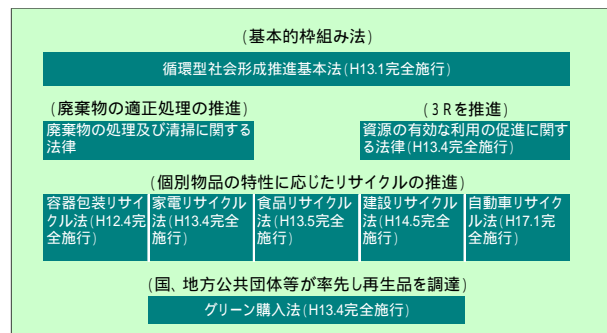 (基本的枠組み法)
循環型社会形成推進基本法(H13.1完全施行)
(廃棄物の適正処理の推進)
(3Rを推進)
廃棄物の処理及び清掃に関する
法律
資源の有効な利用の促進に関す
る法律(H13.4完全施行)
(個別物品の特性に応じたリサイクルの推進)
容器包装リサイ
クル法(H12.4完
全施行)
家電リサイクル
法(H13.4完全
施行)
食品リサイクル
法(H13.5完全
施行)
建設リサイクル
法(H14.5完全
施行)
自動車リサイク
ル法(H17.1完
全施行)
(国、地方公共団体等が率先し再生品を調達)
グリーン購入法(H13.4完全施行)